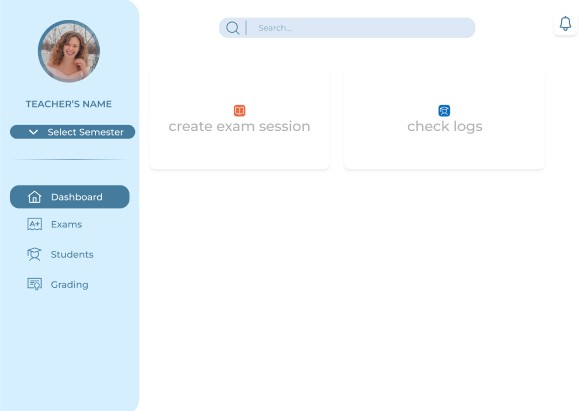 Search...
TEACHER'S NAME
Select Semester
Dashboard
A+ Exams
Students
Grading
create exam session
check logs